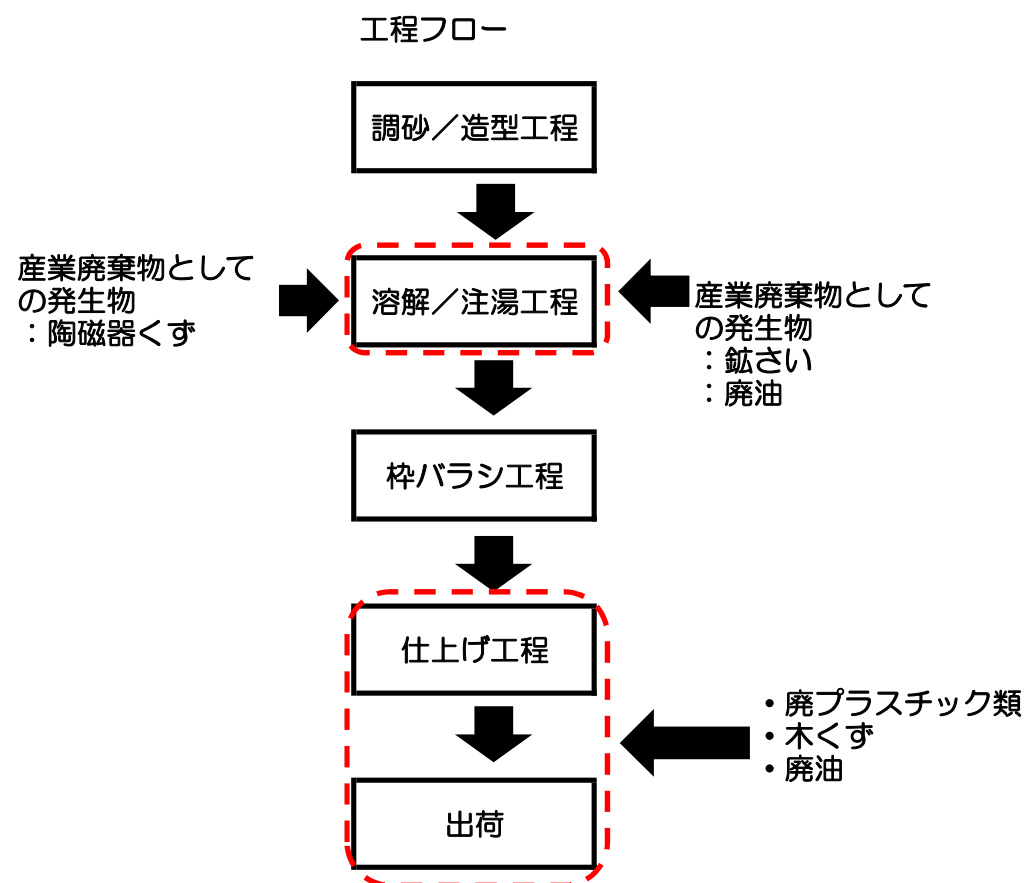 工程フロー
調砂／造型工程
産業廃棄物として
の発生物
：陶磁器くず
溶解／注湯工程
産業廃棄物として
の発生物
：鉱さい
：廃油
枠バラシ工程
仕上げ工程
・廃プラスチック類
・木くず
・廃油
出荷